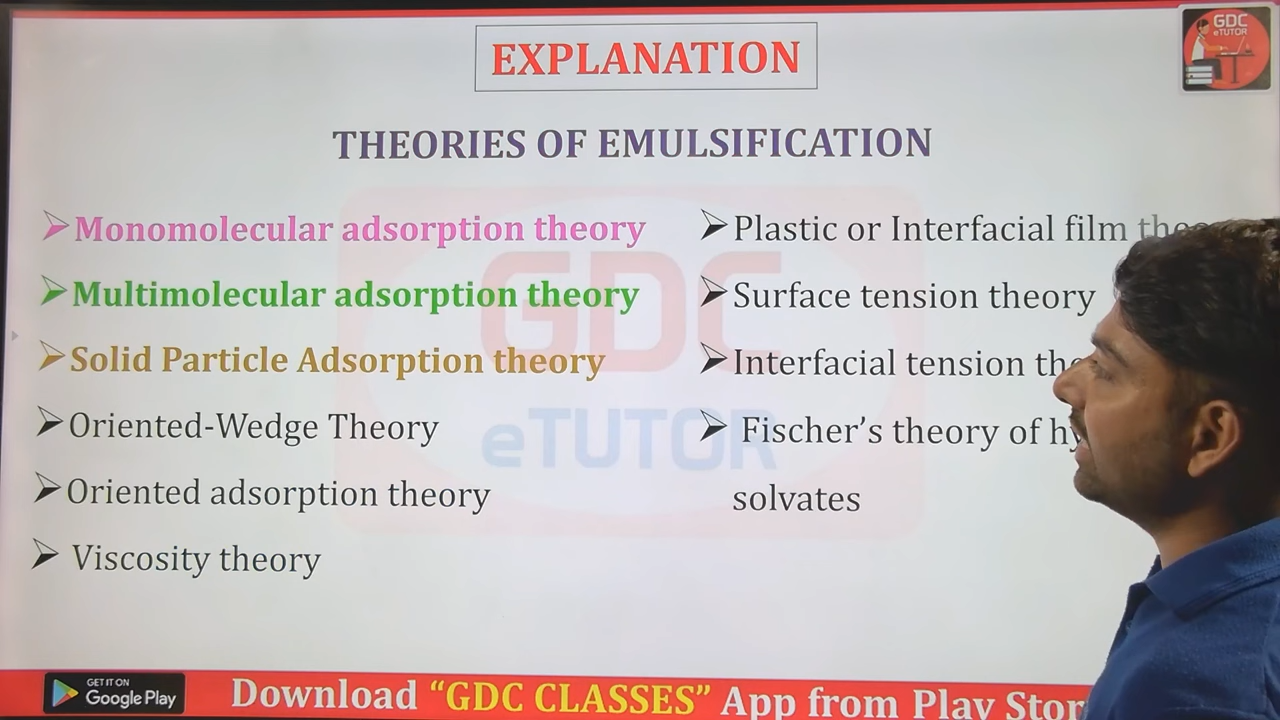 EXPLANATION
GDC
eTUTOR
THEORIES OF EMULSIFICATION
Monomolecular adsorption theory
Multimolecular adsorption theory
Solid Particle Adsorption theory
Oriented-Wedge Theory
Oriented adsorption theory
Viscosity theory
Plastic or Interfacial film
Surface tension theory
Interfacial tension
Fischer's theory of
solvates
GDC
eTUTOR
GET IT ON
Google Play
Download “GDC CLASSES” App from Play